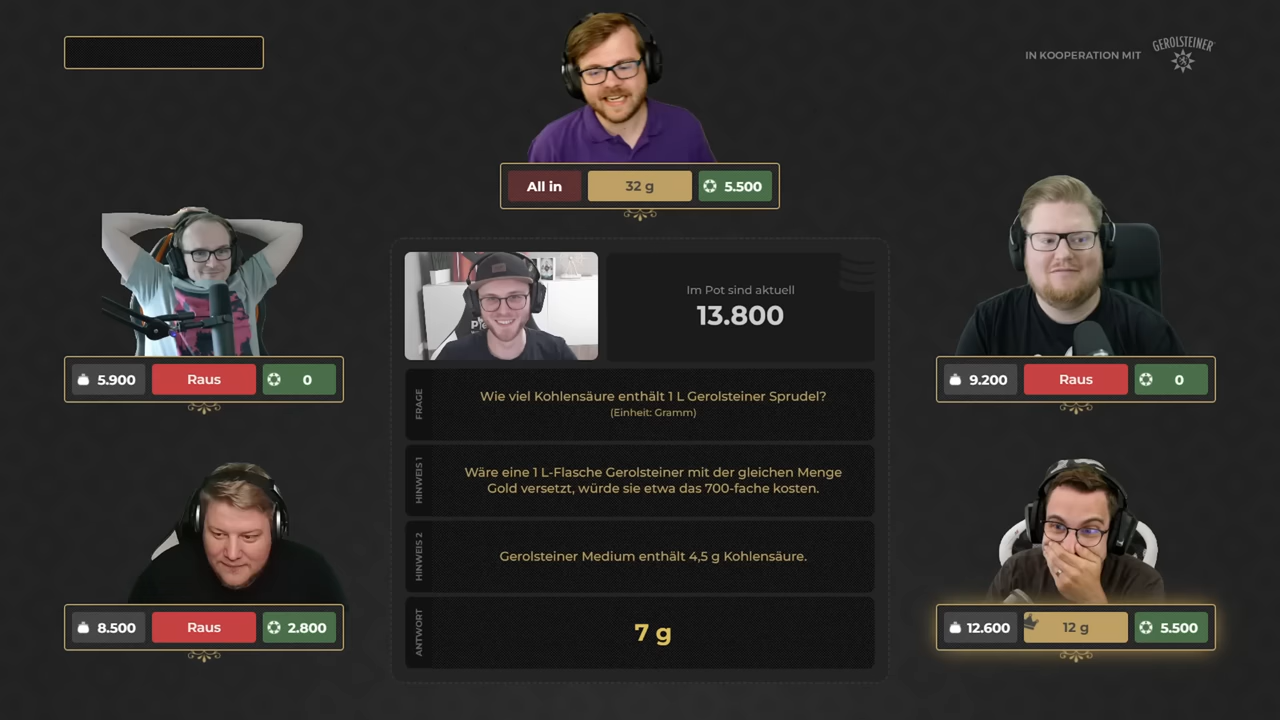 IN KOOPERATION MIT
GEROLSTEINER
All in
32 g
5.500
5.900
Raus
0
Im Pot sind aktuell
13.800
9.200
Raus
0
FRAGE
Wie viel Kohlensäure enthält 1 L Gerolsteiner Sprudel?
(Einheit: Gramm)
HINWEIS 1
Wäre eine 1 L-Flasche Gerolsteiner mit der gleichen Menge
Gold versetzt, würde sie etwa das 700-fache kosten.
HINWEIS 2
Gerolsteiner Medium enthält 4,5 g Kohlensäure.
8.500
Raus
2.800
ANTWORT
7 g
12.600
12 g
5.500